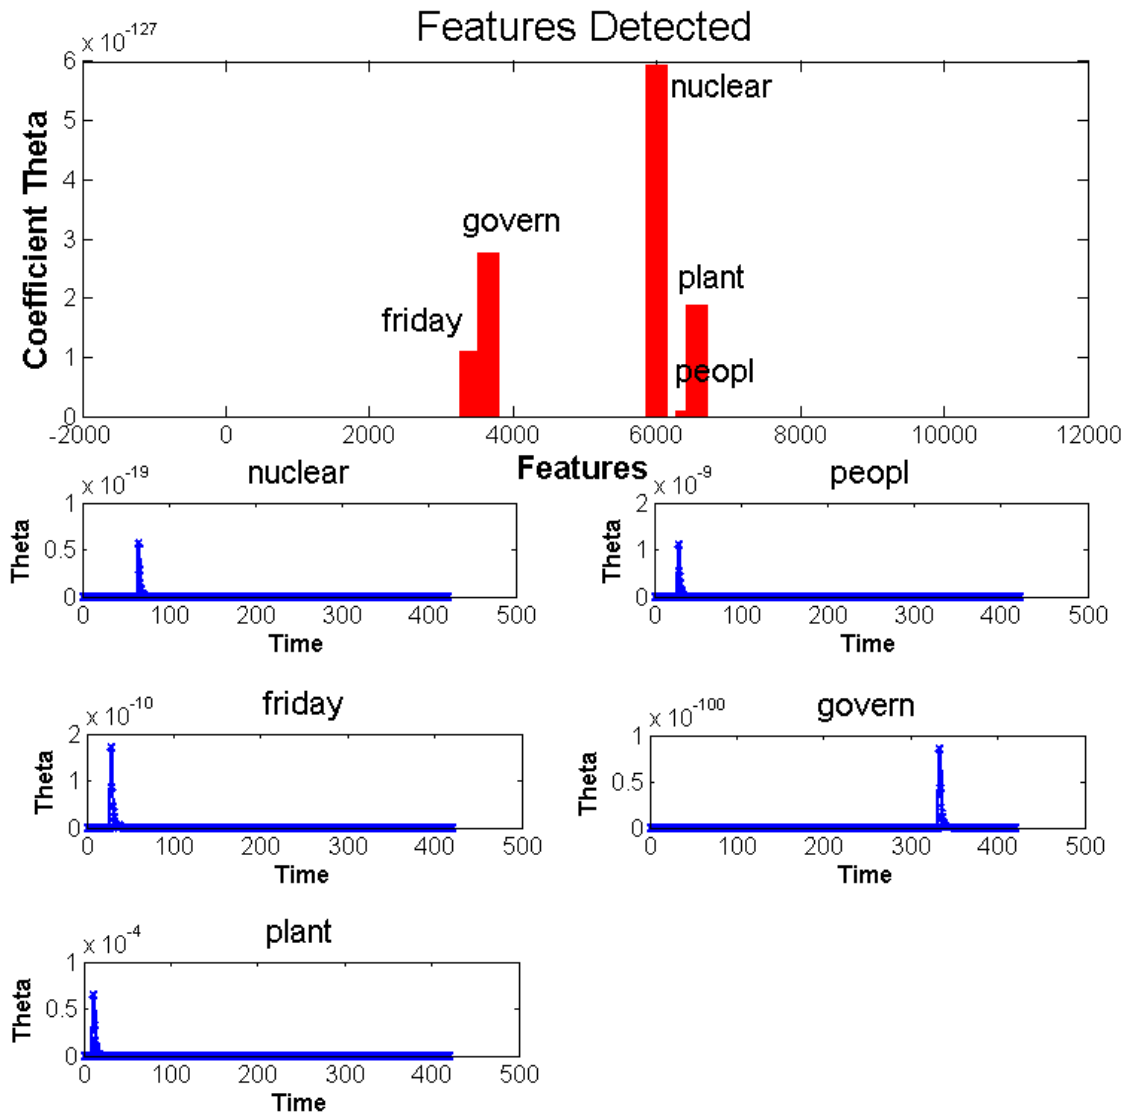 Features Detected
x 10-127
6
5
4
3
2
1
0
Coefficient Theta
nuclear
govern
plant
friday
peopl
-2000 0 2000 4000 6000 8000 10000 12000
Features
nuclear
x 10-19
1
0.5
0
Theta
0 100 200 300 400 500
Time
peopl
x 10-9
2
1
0
Theta
0 100 200 300 400 500
Time
friday
x 10-10
2
1
0
Theta
0 100 200 300 400 500
Time
govern
x 10-100
1
0.5
0
Theta
0 100 200 300 400 500
Time
plant
x 10-4
1
0.5
0
Theta
0 100 200 300 400 500
Time